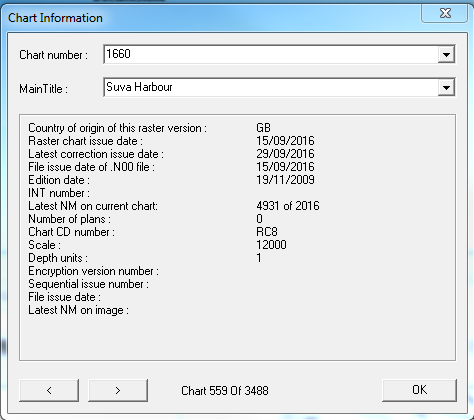 Chart Information
Chart number : 1660
MainTitle : Suva Harbour
Country of origin of this raster version : GB
Raster chart issue date : 15/09/2016
Latest correction issue date : 29/09/2016
File issue date of .N00 file : 15/09/2016
Edition date : 19/11/2009
INT number :
Latest NM on current chart: 4931 of 2016
Number of plans : 0
Chart CD number : RC8
Scale : 12000
Depth units : 1
Encryption version number :
Sequential issue number :
File issue date :
Latest NM on image :
< > Chart 559 Of 3488 OK